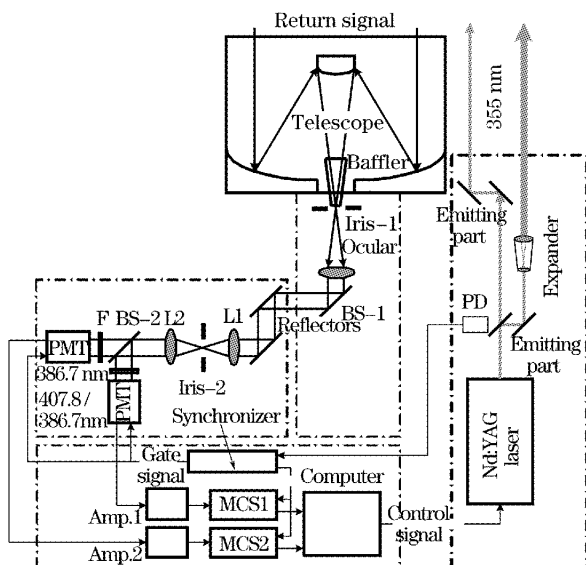 Return signal
355 nm
Telescope
Baffler
Iris-1
Ocular
Emitting
part
Expander
F BS-2 L2
L1
Reflectors
BS-1
PD
Emitting
part
PMT
386.7 nm
407.8/
386.7nm
PMT
Iris-2
Synchronizer
Nd:YAG
laser
Gate
signal
Computer
Amp.1
MCS1
Control
signal
Amp.2
MCS2